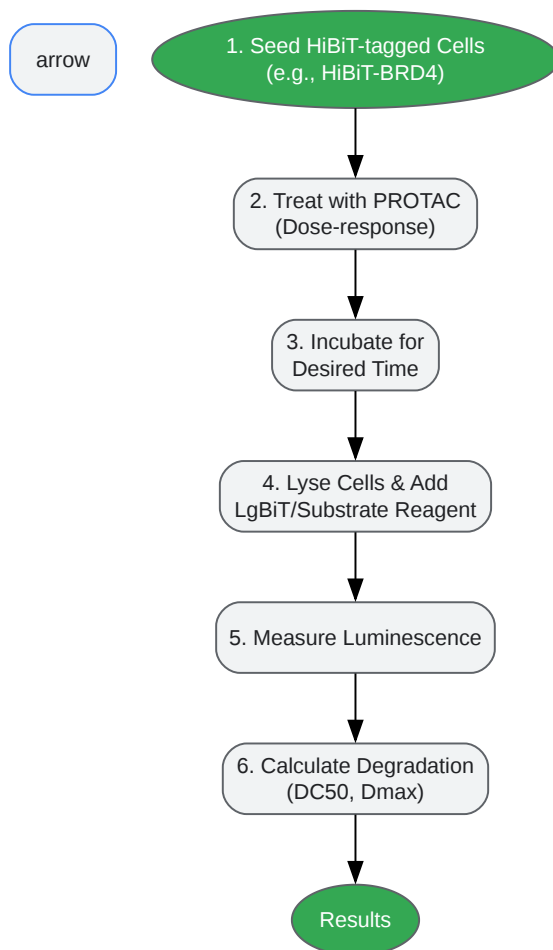 arrow
1. Seed HiBiT-tagged Cells
(e.g., HiBiT-BRD4)
2. Treat with PROTAC
(Dose-response)
3. Incubate for
Desired Time
4. Lyse Cells & Add
LgBiT/Substrate Reagent
5. Measure Luminescence
6. Calculate Degradation
(DC50, Dmax)
Results